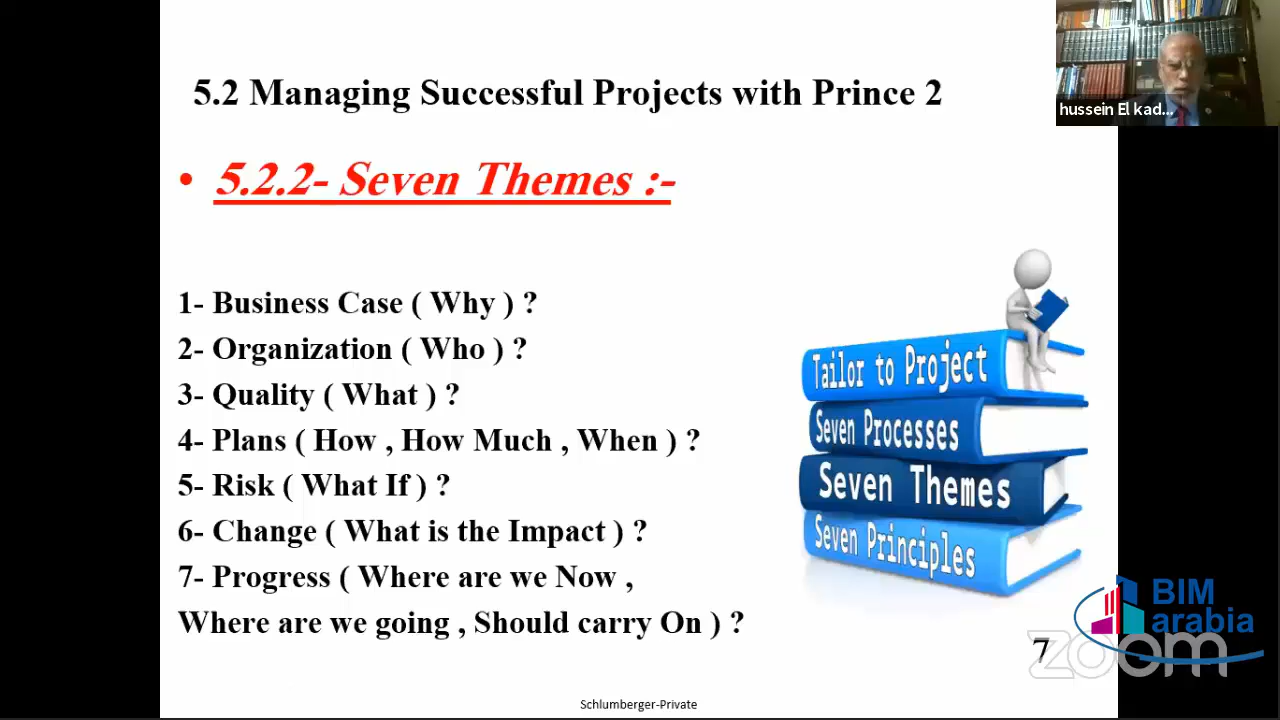 5.2 Managing Successful Projects with Prince 2
hussein El kad...
• 5.2.2- Seven Themes :-
1- Business Case ( Why ) ?
2- Organization ( Who ) ?
3- Quality ( What ) ?
4- Plans ( How , How Much , When ) ?
5- Risk ( What If ) ?
6- Change ( What is the Impact ) ?
7- Progress ( Where are we Now ,
Where are we going , Should carry On ) ?
Tailor to Project
Seven Processes
Seven Themes
Seven Principles
BIM
arabia
7
zoom
Schlumberger-Private